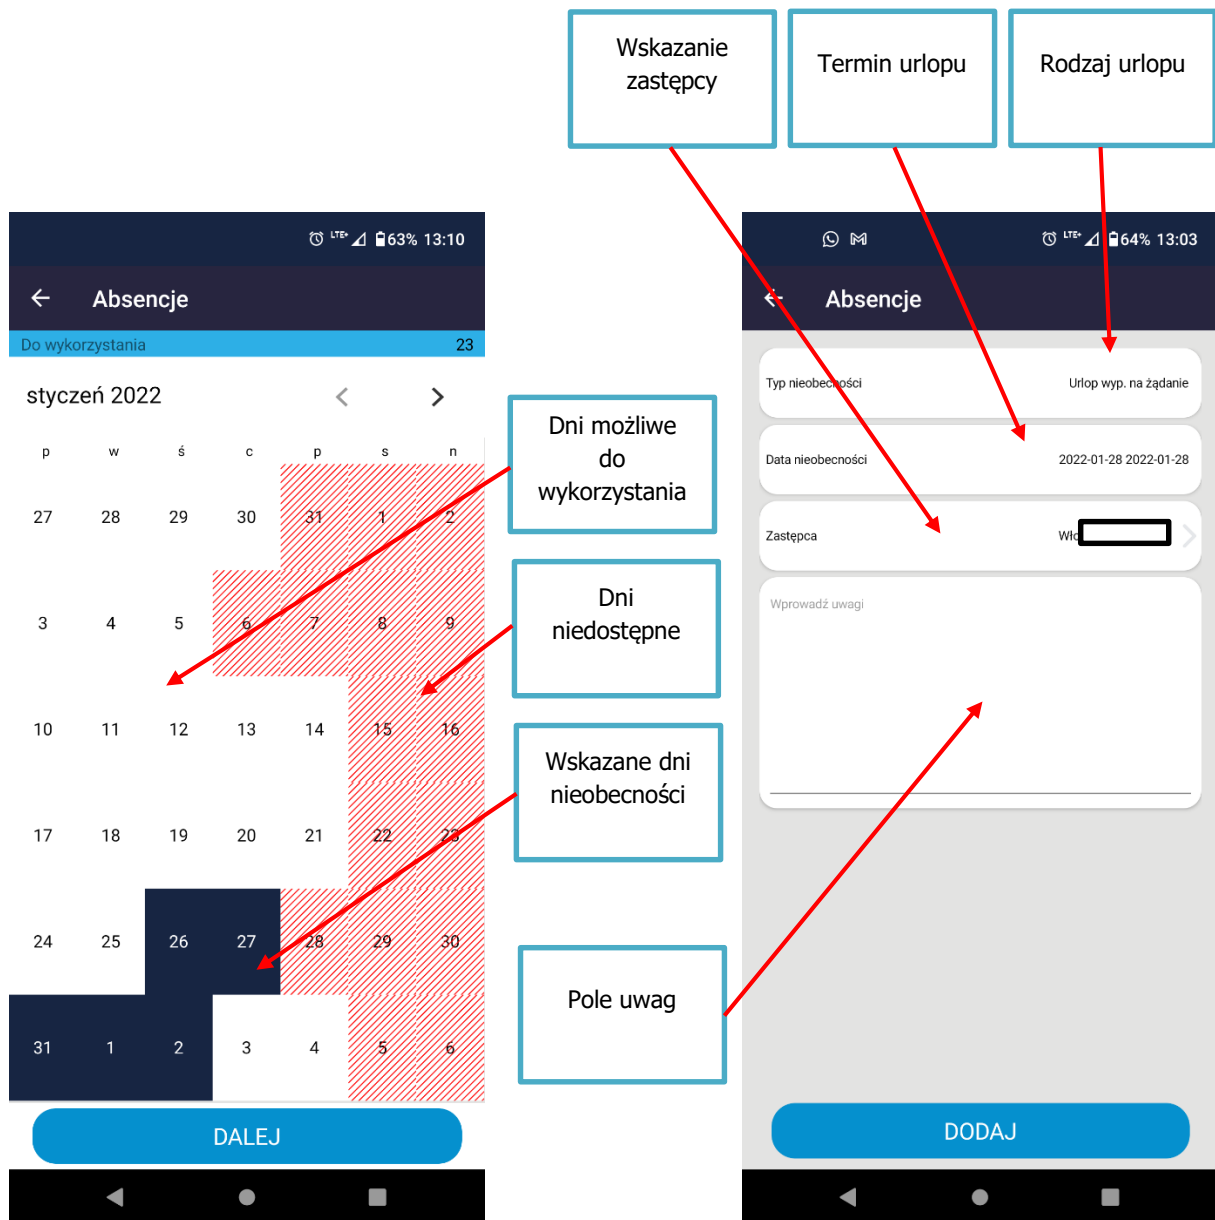 Wskazanie
zastępcy
Termin urlopu
Rodzaj urlopu
LTE+ 63% 13:10
Absencje
Do wykorzystania 23
styczeń 2022
p w ś c p s n
27 28 29 30 31 1 2
3 4 5 6 7 8 9
10 11 12 13 14 15 16
17 18 19 20 21 22 23
24 25 26 27 28 29 30
31 1 2 3 4 5 6
DALEJ
Dni możliwe
do
wykorzystania
Dni
niedostępne
Wskazane dni
nieobecności
Pole uwag
LTE+ 64% 13:03
Absencje
Typ nieobecności Urlop wyp. na żądanie
Data nieobecności 2022-01-28 2022-01-28
Zastępca
Wprowadź uwagi
DODAJ